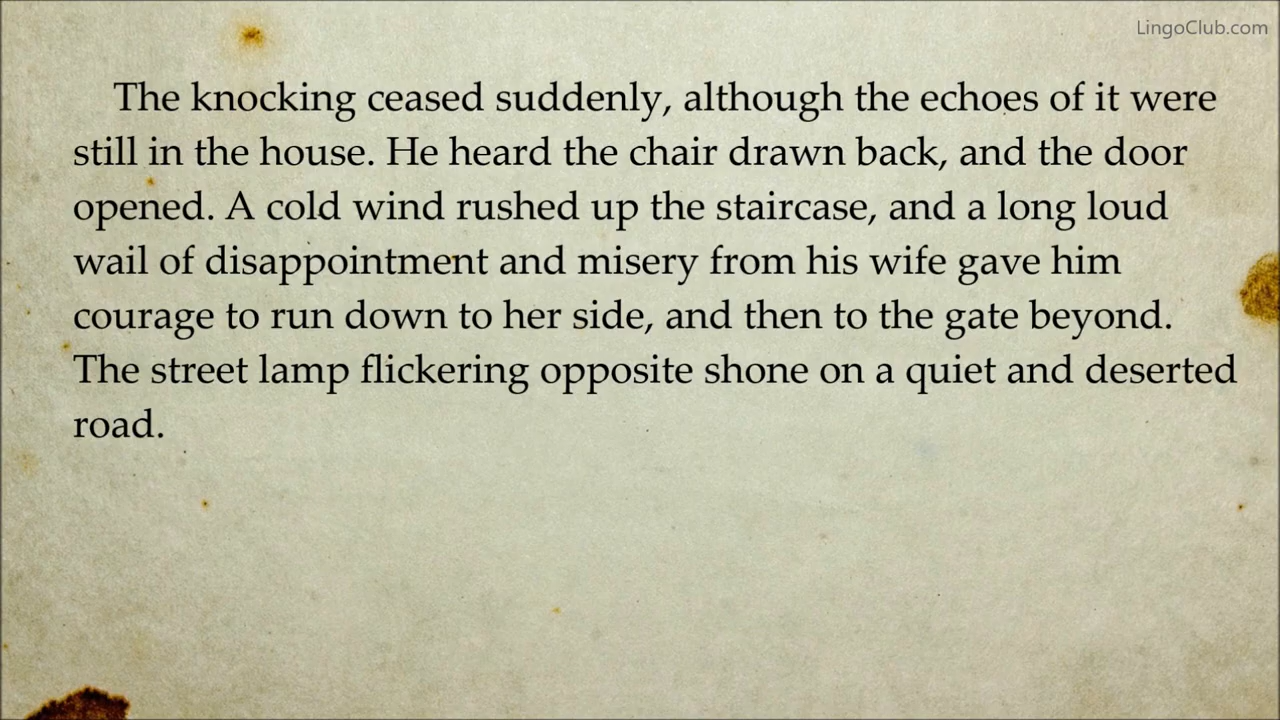 LingoClub.com
The knocking ceased suddenly, although the echoes of it were
still in the house. He heard the chair drawn back, and the door
opened. A cold wind rushed up the staircase, and a long loud
wail of disappointment and misery from his wife gave him
courage to run down to her side, and then to the gate beyond.
The street lamp flickering opposite shone on a quiet and deserted
road.